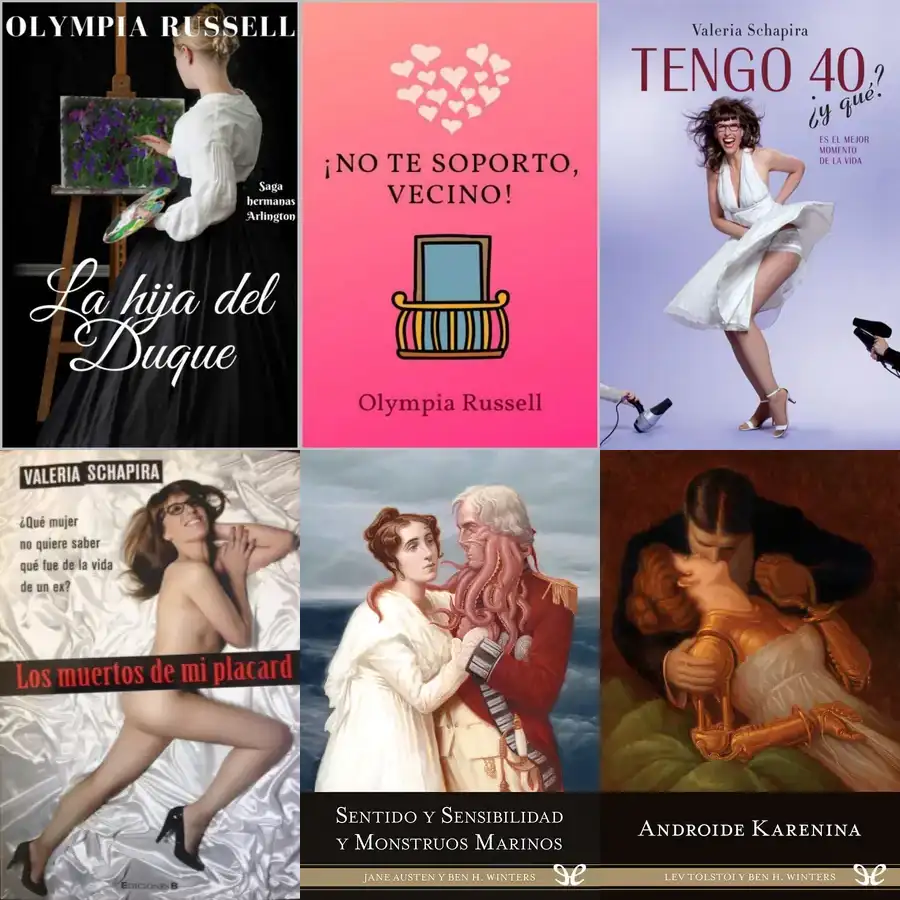 OLYMPIA RUSSELL
Saga
hermanas
Arlington
La hija del
Duque
¡NO TE SOPORTO,
VECINO!
Olympia Russell
Valeria Schapira
TENGO 40
¿y qué?
ES EL MEJOR
MOMENTO
DE LA VIDA
VALERIA SCHAPIRA
¿Qué mujer
no quiere saber
qué fue de la vida
de un ex?
Los muertos de mi placard
EDICIONES B
SENTIDO Y SENSIBILIDAD
Y MONSTRUOS MARINOS
JANE AUSTEN Y BEN H. WINTERS
ANDROIDE KARENINA
LEV TOLSTOI Y BEN H. WINTERS